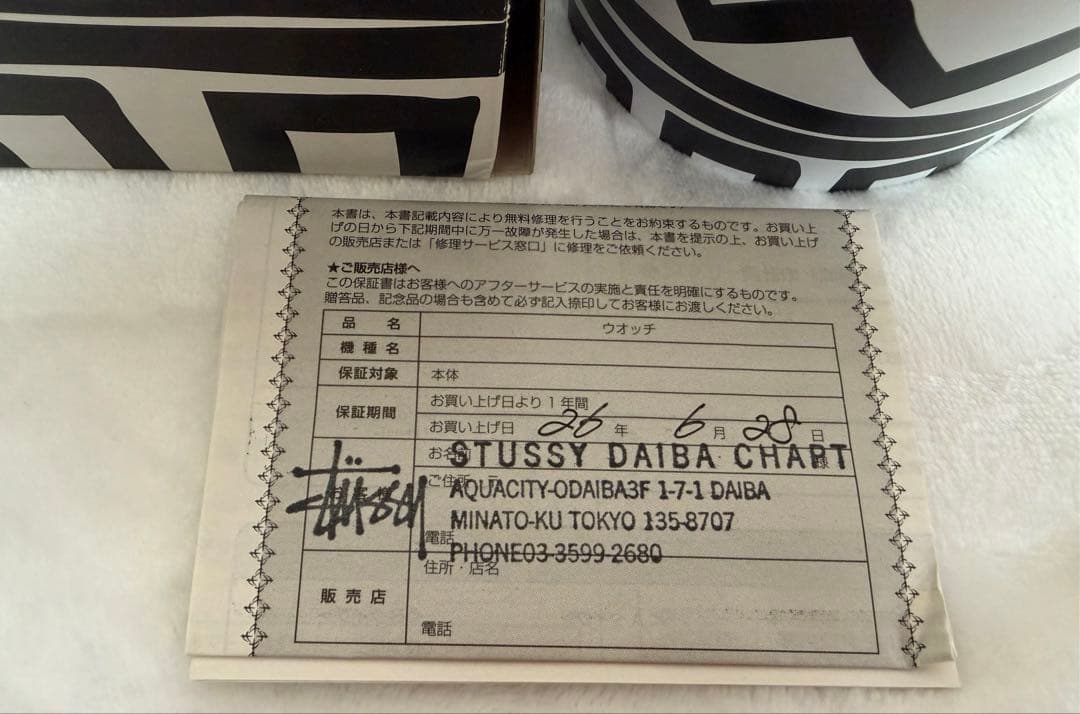 本書は、本書記載内容により無料修理を行うことをお約束するものです。お買い上
げの日から下記期間中に万一故障が発生した場合は、本書を提示の上、お買い上げ
の販売店または「修理サービス窓口」に修理をご依頼ください。
★ご販売店様へ
この保証書はお客様へのアフターサービスの実施と責任を明確にするものです。
贈答品、記念品の場合も含めて必ず記入捺印してお客様にお渡しください。
品 名 ウオッチ
機種名
保証対象 本体
保証期間 お買い上げ日より1年間
お買い上げ日 26 年 6 月 28 日
お名前 様
STUSSY DAIBA CHAPT
ご住所 〒
STUSSY
AQUACITY-ODAIBA3F 1-7-1 DAIBA
MINATO-KU TOKYO 135-8707
電話
PHONE03-3599-2680
販売店 住所・店名
電話